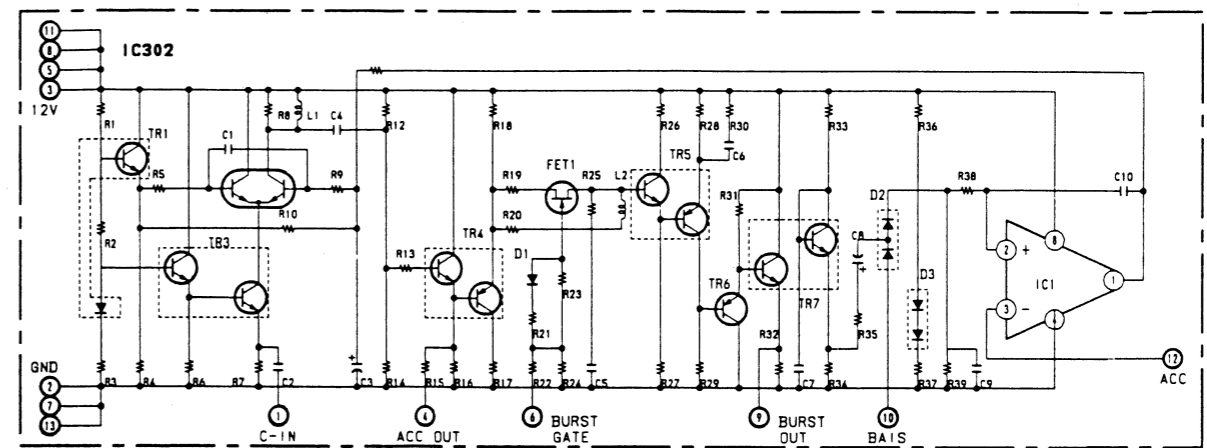 11
8
IC302
5
3
12V
R1
TR1
C1
R8
L1
C4
R12
R18
R26
R28
R30
R33
R36
R5
R9
R10
FET1
R19
R25
L2
TR5
C6
R38
C10
R2
TR3
R13
TR4
R20
D1
R31
D2
C8
D3
2
+
8
IC1
1
R23
TR6
TR7
3
-
4
R21
R32
R35
GND
2
R3
R4
R6
R7
C2
+
C3
R14
R15
R16
R17
R22
R24
C5
R27
R29
C7
R34
+
R37
R39
C9
12
ACC
7
13
1
C-IN
4
ACC OUT
6
BURST
GATE
9
BURST
OUT
10
BAIS